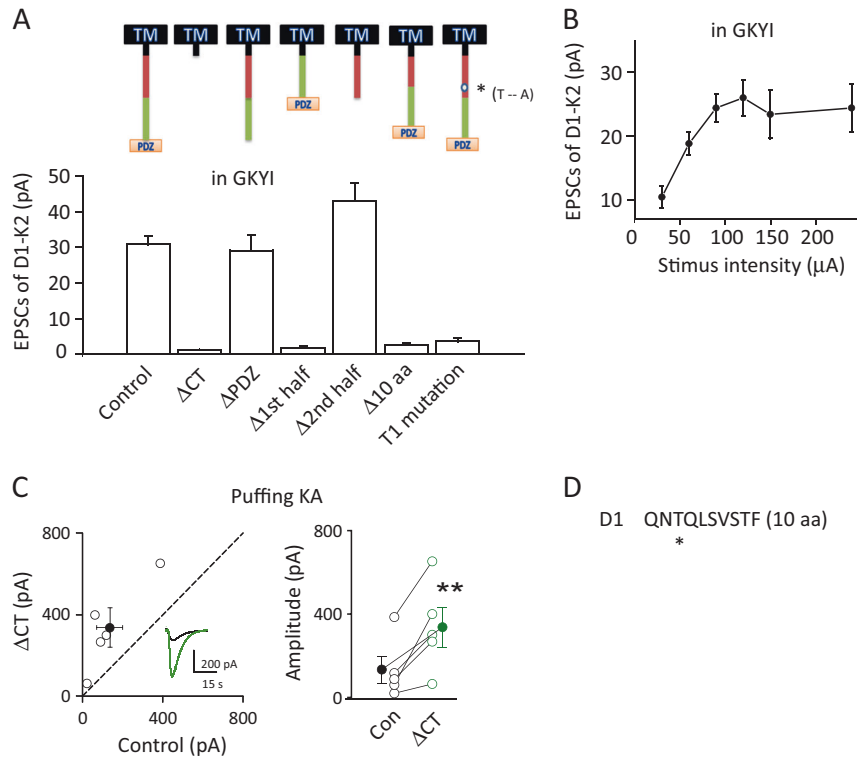 A
TM TM TM TM TM TM TM
* (T -- A)
PDZ PDZ PDZ PDZ
in GKYI
EPSCs of D1-K2 (pA)
50
40
30
20
10
0
Control ΔCT ΔPDZ Δ1st half Δ2nd half Δ10 aa T1 mutation
B
in GKYI
EPSCs of D1-K2 (pA)
30
20
10
0 50 100 150 200
Stimus intensity (μA)
C
Puffing KA
ΔCT (pA)
800
400
0
0 400 800
Control (pA)
200 pA
15 s
Amplitude (pA)
800
400
0
**
Con ΔCT
D
D1 QNTQLSVSTF (10 aa)
*